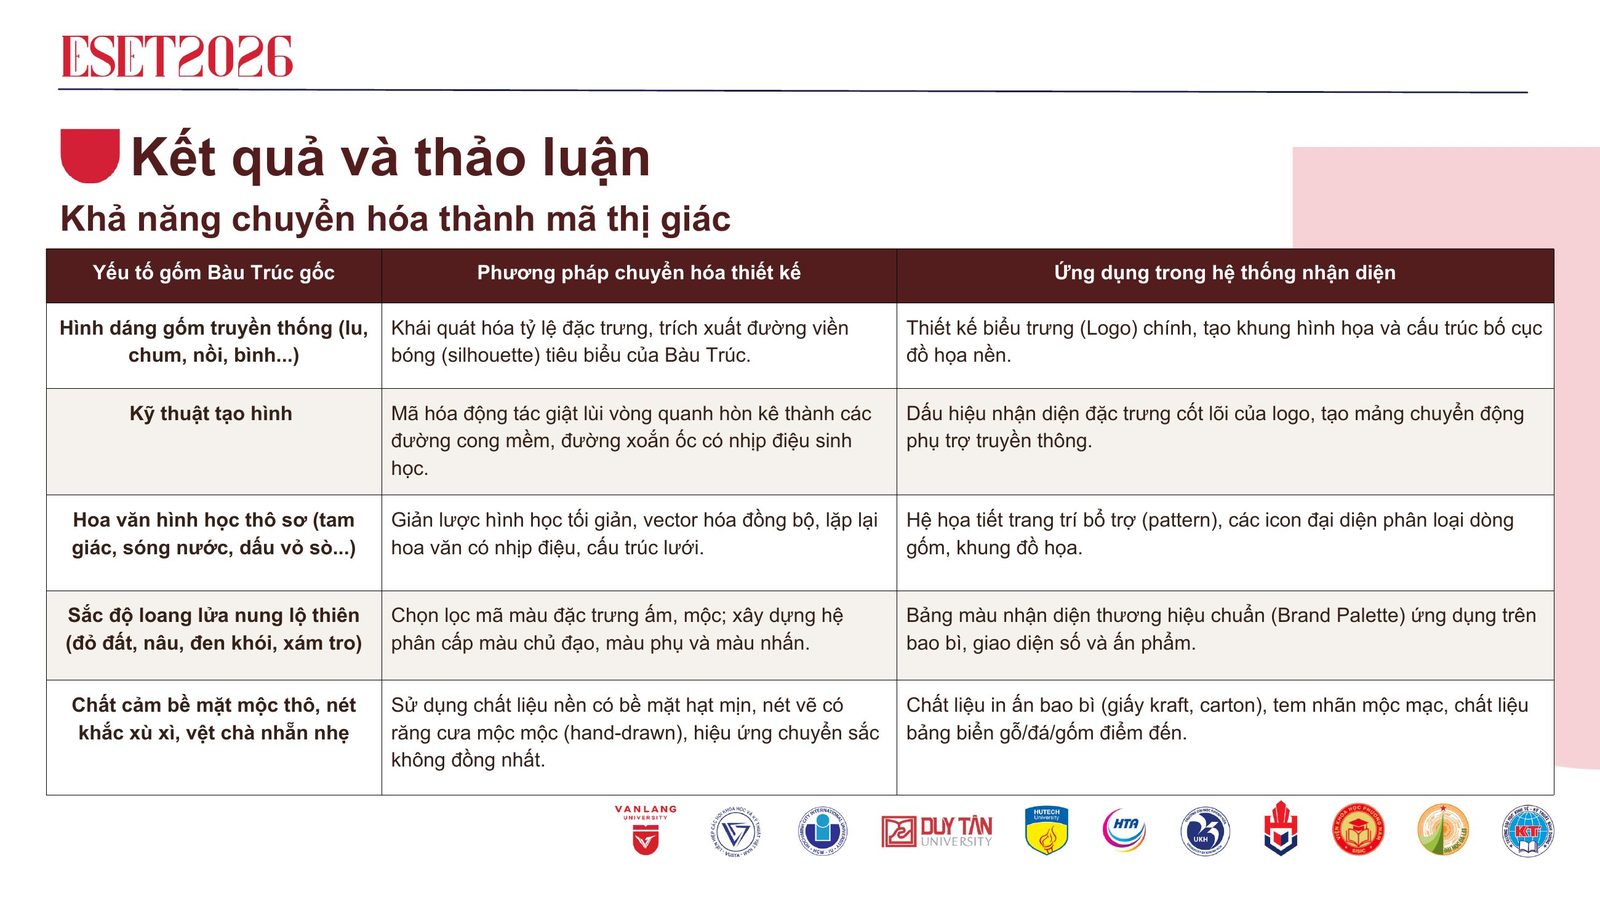 ESET2026
Kết quả và thảo luận
Khả năng chuyển hóa thành mã thị giác
Yếu tố gốm Bàu Trúc gốc
Phương pháp chuyển hóa thiết kế
Ứng dụng trong hệ thống nhận diện
Hình dáng gốm truyền thống (lu,
chum, nồi, bình...)
Khái quát hóa tỷ lệ đặc trưng, trích xuất đường viền
bóng (silhouette) tiêu biểu của Bàu Trúc.
Thiết kế biểu trưng (Logo) chính, tạo khung hình họa và cấu trúc bố cục
đồ họa nền.
Kỹ thuật tạo hình
Mã hóa động tác giật lùi vòng quanh hòn kê thành các
đường cong mềm, đường xoắn ốc có nhịp điệu sinh
học.
Dấu hiệu nhận diện đặc trưng cốt lõi của logo, tạo mảng chuyển động
phụ trợ truyền thông.
Hoa văn hình học thô sơ (tam
giác, sóng nước, dấu vỏ sò...)
Giản lược hình học tối giản, vector hóa đồng bộ, lặp lại
hoa văn có nhịp điệu, cấu trúc lưới.
Hệ họa tiết trang trí bổ trợ (pattern), các icon đại diện phân loại dòng
gốm, khung đồ họa.
Sắc độ loang lửa nung lộ thiên
(đỏ đất, nâu, đen khói, xám tro)
Chọn lọc mã màu đặc trưng ấm, mộc; xây dựng hệ
phân cấp màu chủ đạo, màu phụ và màu nhấn.
Bảng màu nhận diện thương hiệu chuẩn (Brand Palette) ứng dụng trên
bao bì, giao diện số và ấn phẩm.
Chất cảm bề mặt mộc thô, nét
khắc xù xì, vệt chà nhẵn nhẹ
Sử dụng chất liệu nền có bề mặt hạt mịn, nét vẽ có
răng cưa mộc mộc (hand-drawn), hiệu ứng chuyển sắc
không đồng nhất.
Chất liệu in ấn bao bì (giấy kraft, carton), tem nhãn mộc mạc, chất liệu
bảng biển gỗ/đá/gốm điểm đến.
VAN LANG
UNIVERSITY
DUY TÂN
UNIVERSITY
HUTECH
University
HTA
UKH
KT